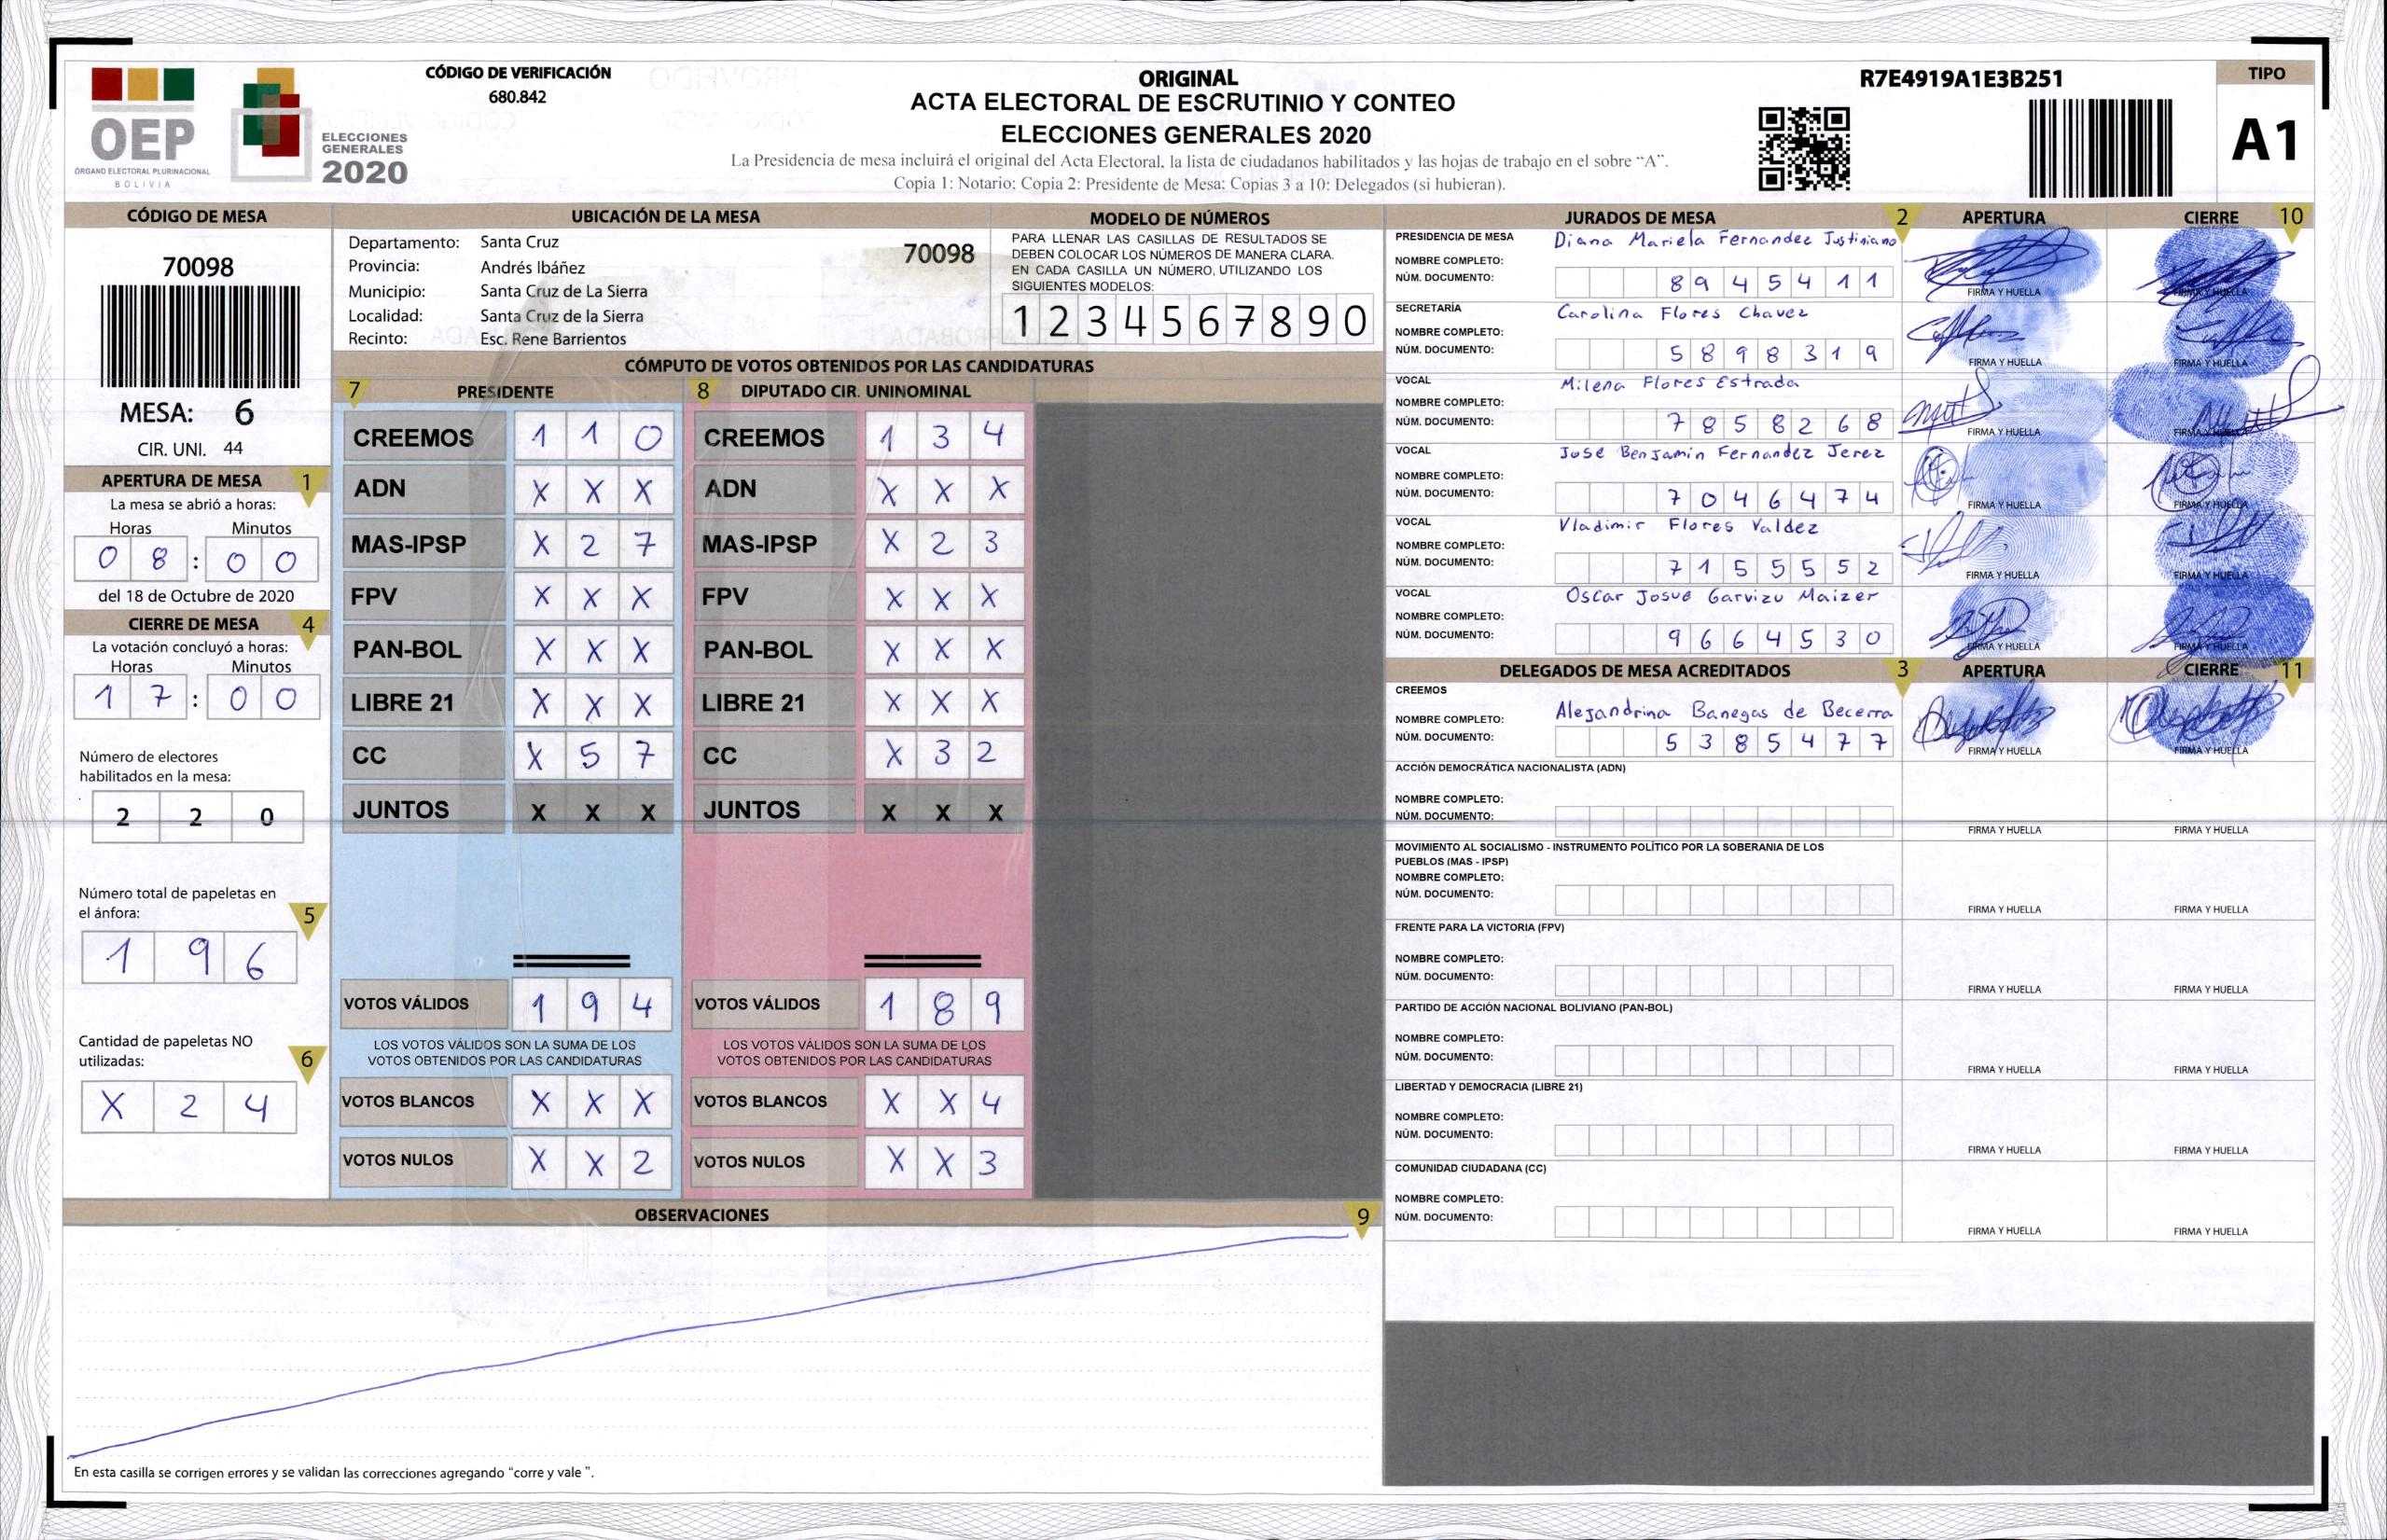 CÓDIGO DE VERIFICACIÓN
680.842
OEP
ÓRGANO ELECTORAL PLURINACIONAL
BOLIVIA
ELECCIONES
GENERALES
2020
ORIGINAL
ACTA ELECTORAL DE ESCRUTINIO Y CONTEO
ELECCIONES GENERALES 2020
La Presidencia de mesa incluirá el original del Acta Electoral, la lista de ciudadanos habilitados y las hojas de trabajo en el sobre “A”.
Copia 1: Notario; Copia 2: Presidente de Mesa; Copias 3 a 10: Delegados (si hubieran).
R7E4919A1E3B251
TIPO
A1
CÓDIGO DE MESA
70098
MESA: 6
CIR. UNI. 44
APERTURA DE MESA 1
La mesa se abrió a horas:
Horas Minutos
0 8 : 0 0
del 18 de Octubre de 2020
CIERRE DE MESA 4
La votación concluyó a horas:
Horas Minutos
1 7 : 0 0
Número de electores
habilitados en la mesa:
2 2 0
Número total de papeletas en
el ánfora: 5
1 9 6
Cantidad de papeletas NO
utilizadas: 6
X 2 4
UBICACIÓN DE LA MESA
Departamento: Santa Cruz 70098
Provincia: Andrés Ibáñez
Municipio: Santa Cruz de La Sierra
Localidad: Santa Cruz de la Sierra
Recinto: Esc. Rene Barrientos
MODELO DE NÚMEROS
PARA LLENAR LAS CASILLAS DE RESULTADOS SE
DEBEN COLOCAR LOS NÚMEROS DE MANERA CLARA.
EN CADA CASILLA UN NÚMERO, UTILIZANDO LOS
SIGUIENTES MODELOS:
1 2 3 4 5 6 7 8 9 0
CÓMPUTO DE VOTOS OBTENIDOS POR LAS CANDIDATURAS
7 PRESIDENTE
CREEMOS 1 1 0
ADN X X X
MAS-IPSP X 2 7
FPV X X X
PAN-BOL X X X
LIBRE 21 X X X
CC X 5 7
JUNTOS X X X
VOTOS VÁLIDOS 1 9 4
LOS VOTOS VÁLIDOS SON LA SUMA DE LOS
VOTOS OBTENIDOS POR LAS CANDIDATURAS
VOTOS BLANCOS X X X
VOTOS NULOS X X 2
8 DIPUTADO CIR. UNINOMINAL
CREEMOS 1 3 4
ADN X X X
MAS-IPSP X 2 3
FPV X X X
PAN-BOL X X X
LIBRE 21 X X X
CC X 3 2
JUNTOS X X X
VOTOS VÁLIDOS 1 8 9
LOS VOTOS VÁLIDOS SON LA SUMA DE LOS
VOTOS OBTENIDOS POR LAS CANDIDATURAS
VOTOS BLANCOS X X 4
VOTOS NULOS X X 3
OBSERVACIONES 9
En esta casilla se corrigen errores y se validan las correcciones agregando “corre y vale ”.
JURADOS DE MESA 2 APERTURA CIERRE 10
PRESIDENCIA DE MESA Diana Mariela Fernandez Justiniano
NOMBRE COMPLETO:
NÚM. DOCUMENTO: 8 9 4 5 4 1 1
FIRMA Y HUELLA FIRMA Y HUELLA
SECRETARÍA Carolina Flores Chavez
NOMBRE COMPLETO:
NÚM. DOCUMENTO: 5 8 9 8 3 1 9
FIRMA Y HUELLA FIRMA Y HUELLA
VOCAL Milena Flores Estrada
NOMBRE COMPLETO:
NÚM. DOCUMENTO: 7 8 5 8 2 6 8
FIRMA Y HUELLA FIRMA Y HUELLA
VOCAL Jose Benjamin Fernandez Jerez
NOMBRE COMPLETO:
NÚM. DOCUMENTO: 7 0 4 6 4 7 4
FIRMA Y HUELLA FIRMA Y HUELLA
VOCAL Vladimir Flores Valdez
NOMBRE COMPLETO:
NÚM. DOCUMENTO: 7 1 5 5 5 5 2
FIRMA Y HUELLA FIRMA Y HUELLA
VOCAL Oscar Josue Garvizu Maizer
NOMBRE COMPLETO:
NÚM. DOCUMENTO: 9 6 6 4 5 3 0
FIRMA Y HUELLA FIRMA Y HUELLA
DELEGADOS DE MESA ACREDITADOS 3 APERTURA CIERRE 11
CREEMOS
NOMBRE COMPLETO: Alejandrina Banegas de Becerra
NÚM. DOCUMENTO: 5 3 8 5 4 7 7
FIRMA Y HUELLA FIRMA Y HUELLA
ACCIÓN DEMOCRÁTICA NACIONALISTA (ADN)
NOMBRE COMPLETO:
NÚM. DOCUMENTO:
FIRMA Y HUELLA FIRMA Y HUELLA
MOVIMIENTO AL SOCIALISMO - INSTRUMENTO POLÍTICO POR LA SOBERANIA DE LOS
PUEBLOS (MAS - IPSP)
NOMBRE COMPLETO:
NÚM. DOCUMENTO:
FIRMA Y HUELLA FIRMA Y HUELLA
FRENTE PARA LA VICTORIA (FPV)
NOMBRE COMPLETO:
NÚM. DOCUMENTO:
FIRMA Y HUELLA FIRMA Y HUELLA
PARTIDO DE ACCIÓN NACIONAL BOLIVIANO (PAN-BOL)
NOMBRE COMPLETO:
NÚM. DOCUMENTO:
FIRMA Y HUELLA FIRMA Y HUELLA
LIBERTAD Y DEMOCRACIA (LIBRE 21)
NOMBRE COMPLETO:
NÚM. DOCUMENTO:
FIRMA Y HUELLA FIRMA Y HUELLA
COMUNIDAD CIUDADANA (CC)
NOMBRE COMPLETO:
NÚM. DOCUMENTO:
FIRMA Y HUELLA FIRMA Y HUELLA